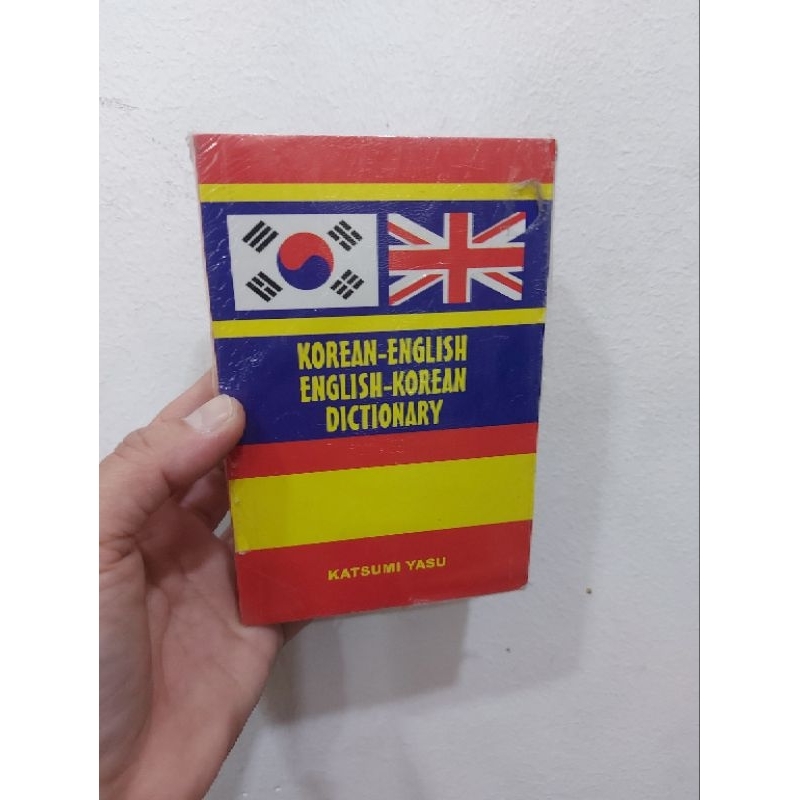 KOREAN-ENGLISH
ENGLISH-KOREAN
DICTIONARY
KATSUMI YASU